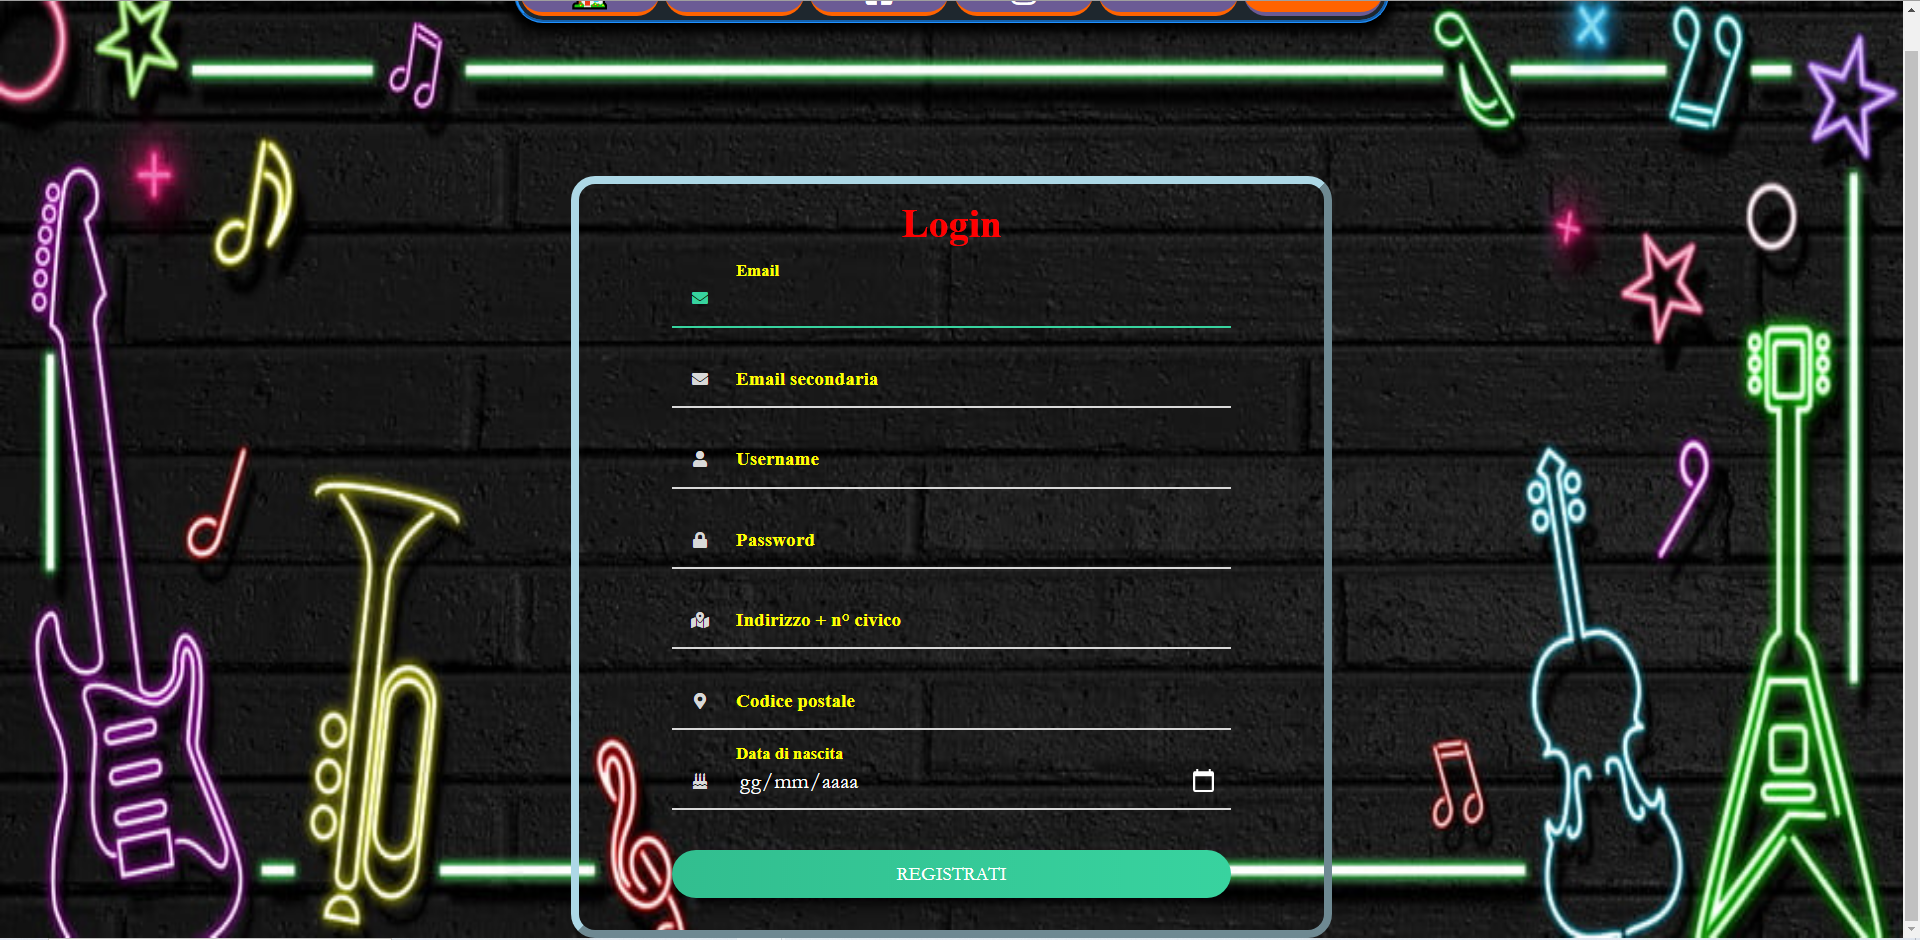 Login
Email
Email secondaria
Username
Password
Indirizzo + n° civico
Codice postale
Data di nascita
gg/mm/aaaa
REGISTRATI